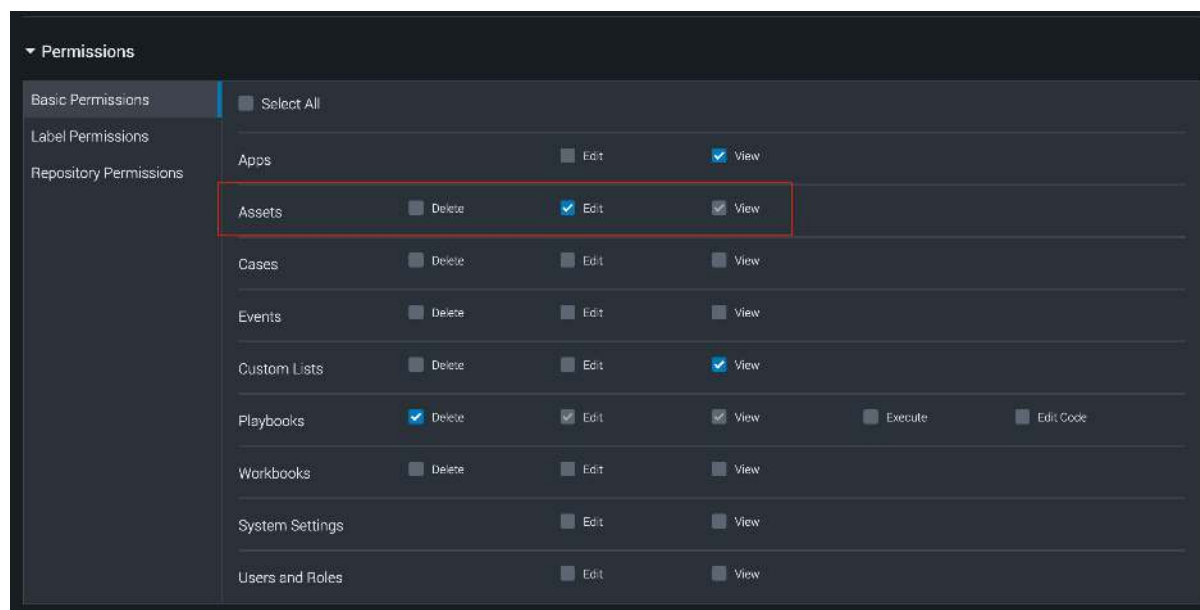 Permissions
Basic Permissions
Label Permissions
Repository Permissions
Select All
Apps Edit View
Assets Delete Edit View
Cases Delete Edit View
Events Delete Edit View
Custom Lists Delete Edit View
Playbooks Delete Edit View Execute Edit Code
Workbooks Delete Edit View
System Settings Edit View
Users and Roles Edit View